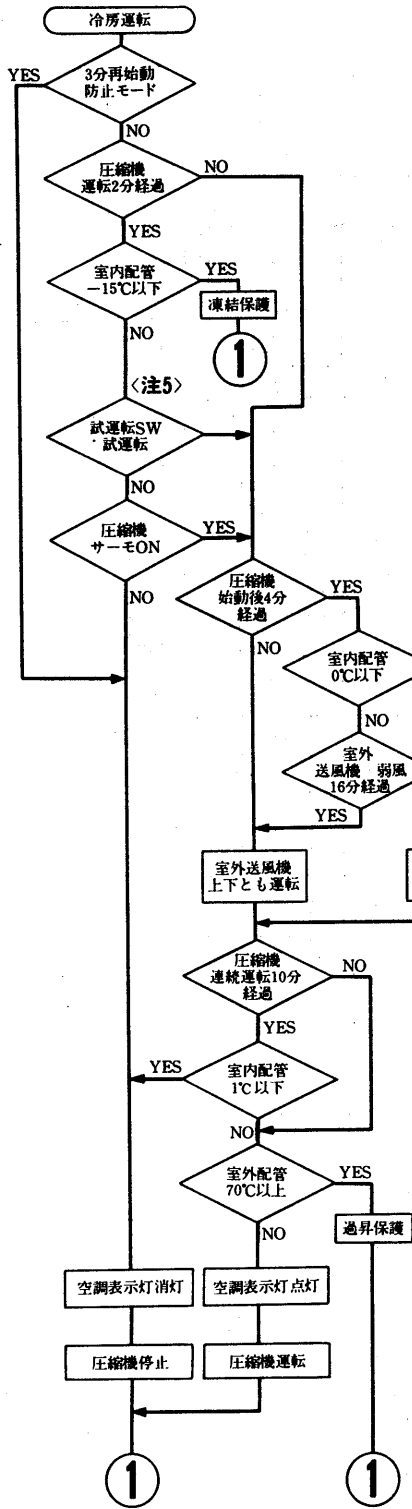 冷房運転
YES
3分再始動
防止モード
NO
圧縮機
運転2分経過
NO
YES
室内配管
－15℃以下
YES
凍結保護
1
NO
〈注5〉
試運転SW
試運転
NO
圧縮機
サーモON
YES
NO
圧縮機
始動後4分
経過
YES
NO
室内配管
0℃以下
NO
室外
送風機 弱風
16分経過
YES
室外送風機
上下とも運転
圧縮機
連続運転10分
経過
NO
YES
室内配管
1℃以下
YES
NO
室外配管
70℃以上
YES
過昇保護
NO
空調表示灯消灯
空調表示灯点灯
圧縮機停止
圧縮機運転
1
1